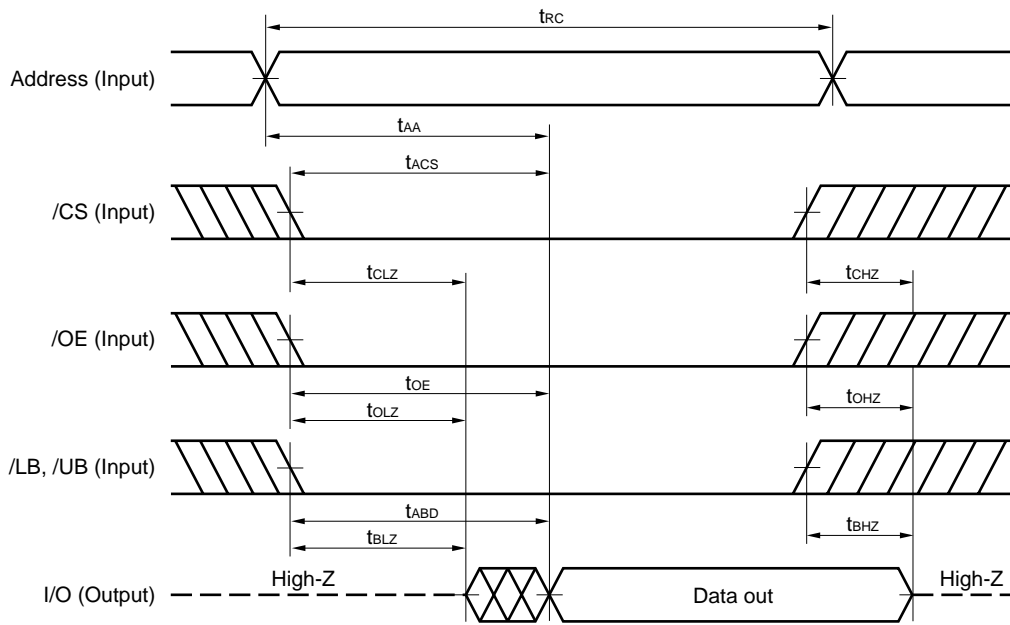 tRC
Address (Input)
tAA
tACS
/CS (Input)
tCLZ
tCHZ
/OE (Input)
tOE
tOLZ
tOHZ
/LB, /UB (Input)
tABD
tBLZ
tBHZ
High-Z
High-Z
I/O (Output)
Data out